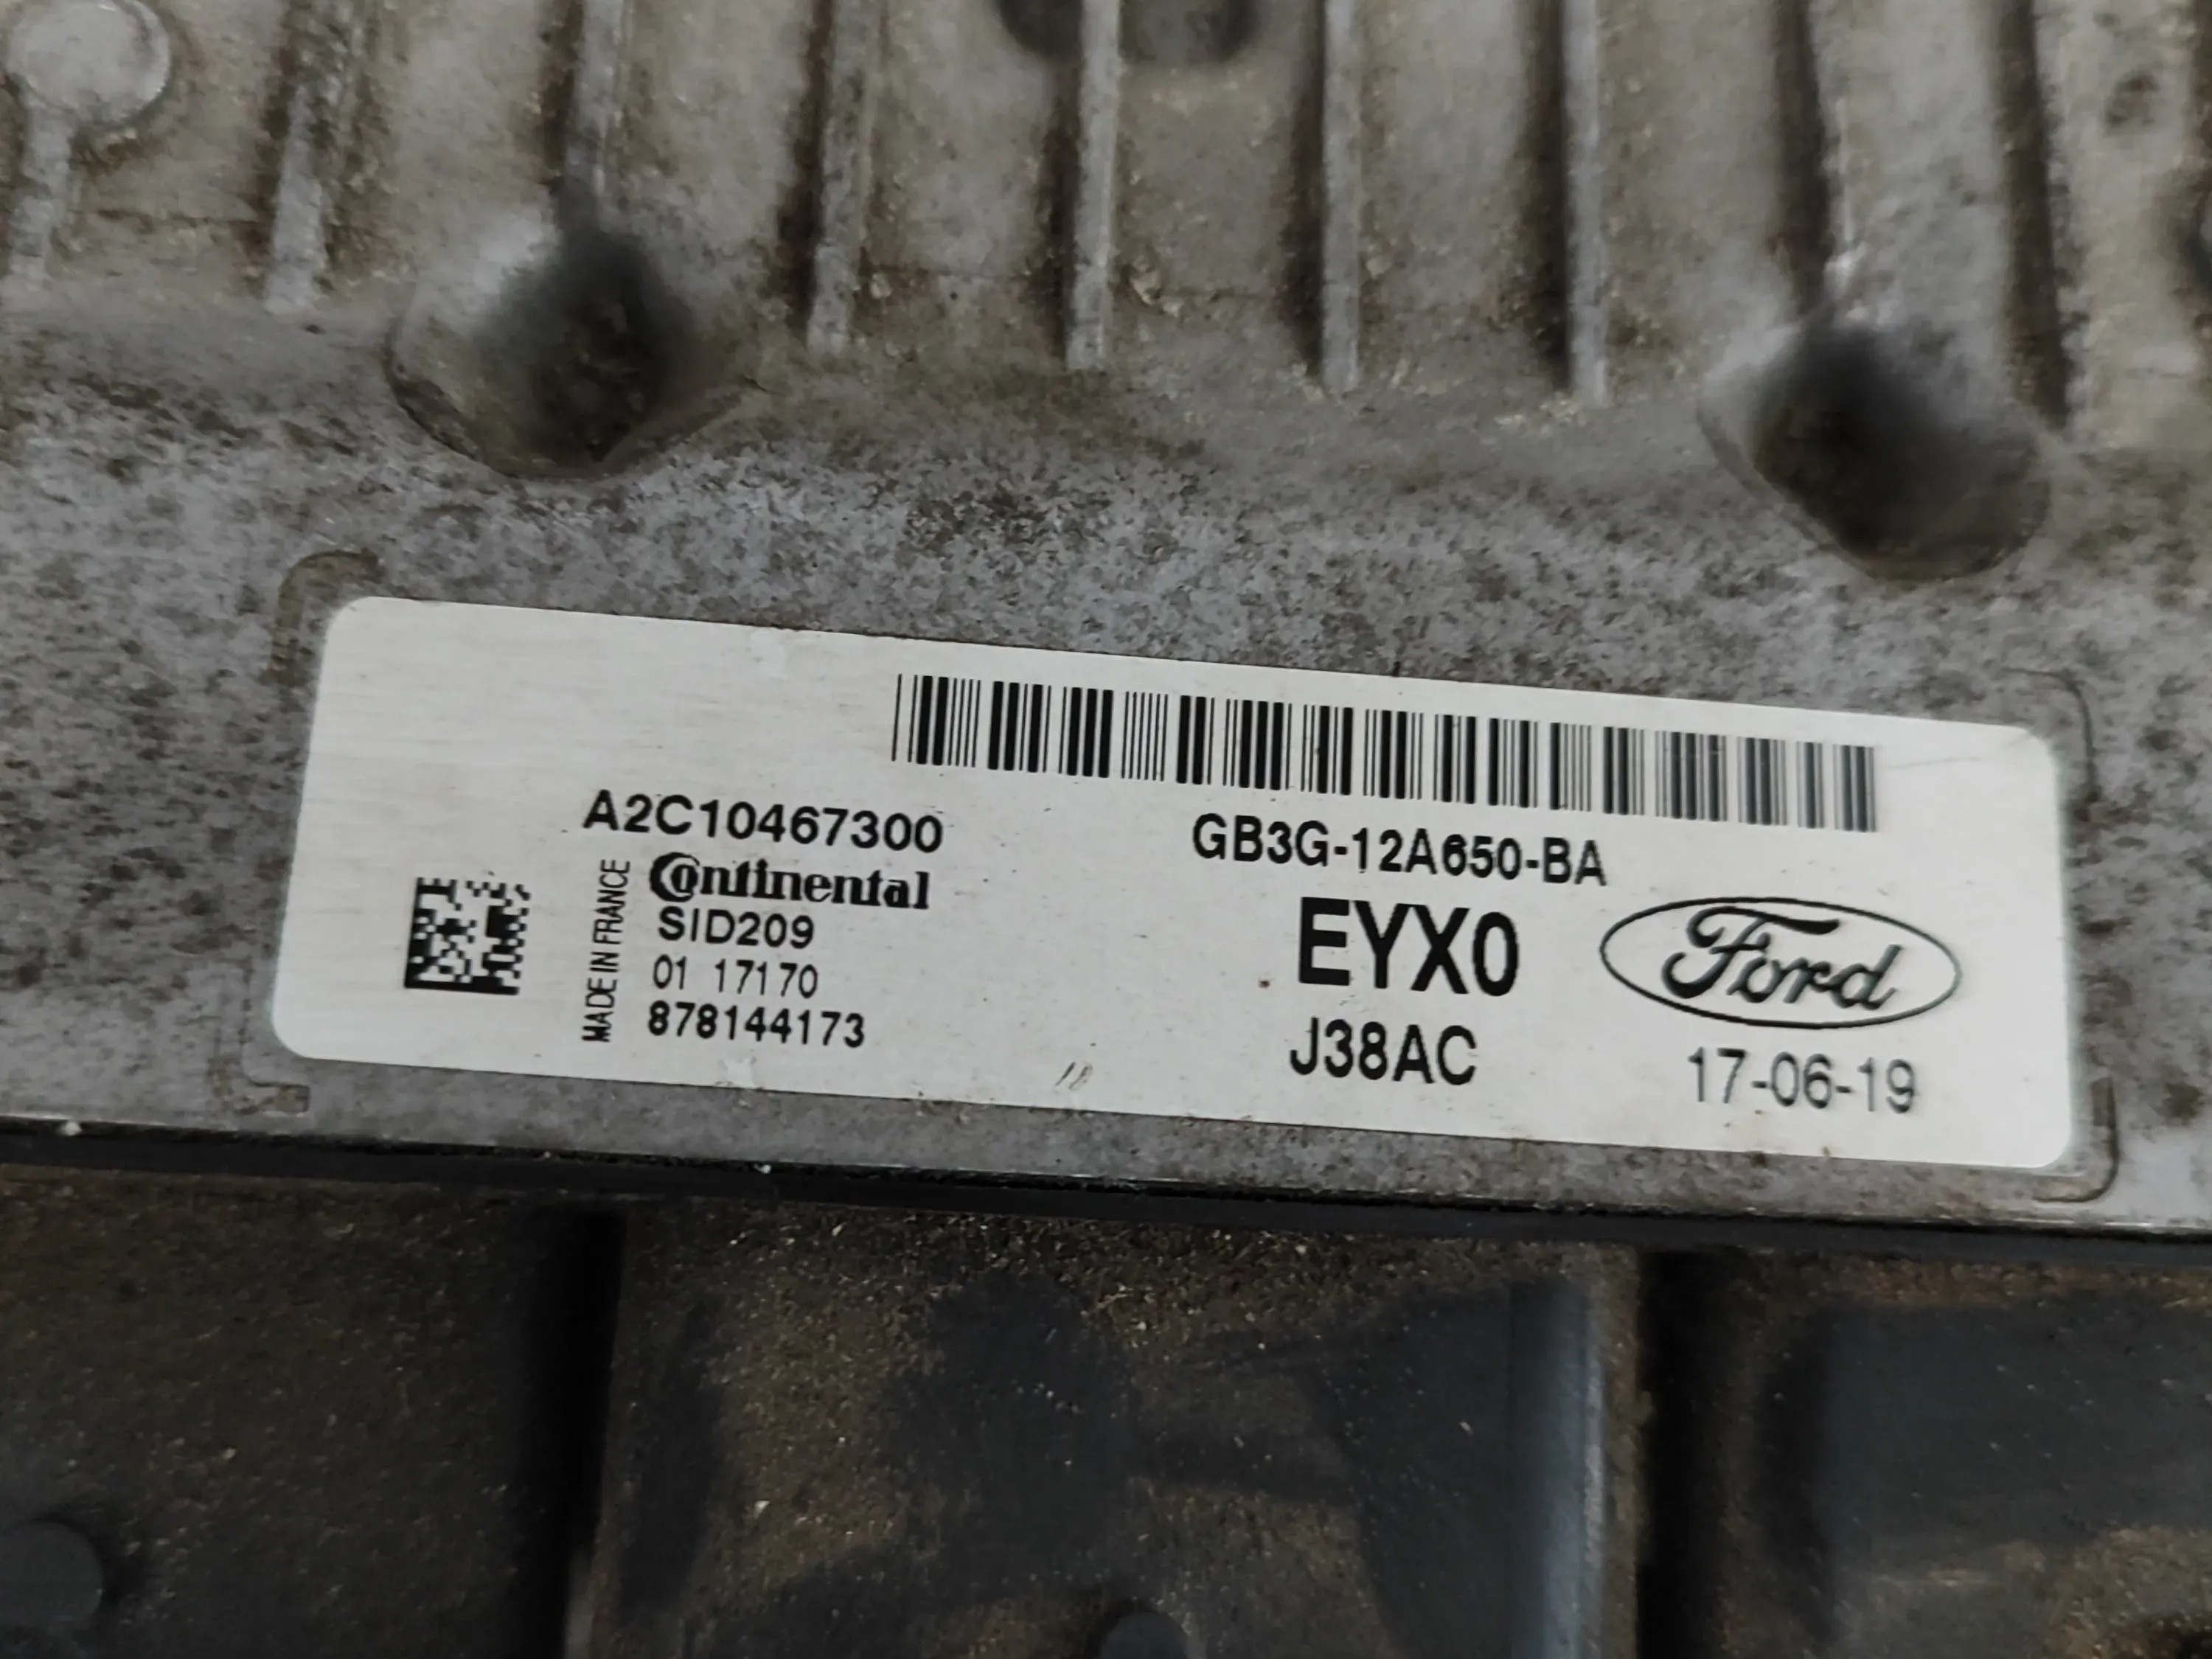 A2C10467300
MADE IN FRANCE
Continental
SID209
01 17170
878144173
GB3G-12A650-BA
EYX0
Ford
J38AC
17-06-19